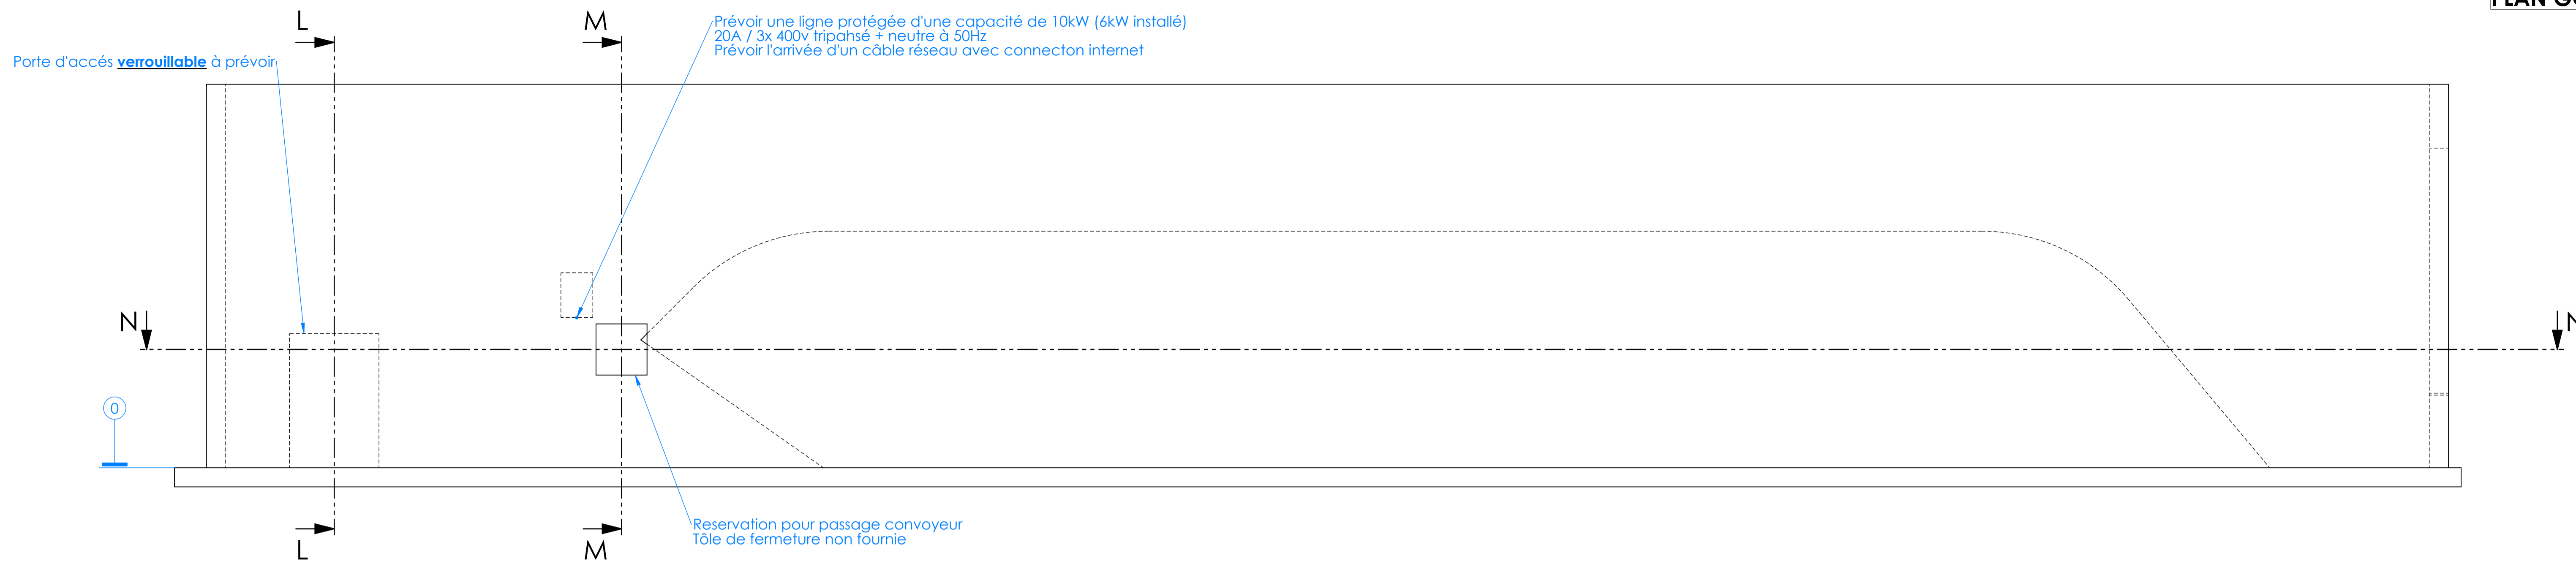 PLAN
L
M
Prévoir une ligne protégée d'une capacité de 10kW (6kW installé)
20A / 3x 400v tripahsé + neutre à 50Hz
Prévoir l'arrivée d'un câble réseau avec connecton internet
Porte d'accés verrouillable à prévoir
N
N
0
Reservation pour passage convoyeur
Tôle de fermeture non fournie
L
M